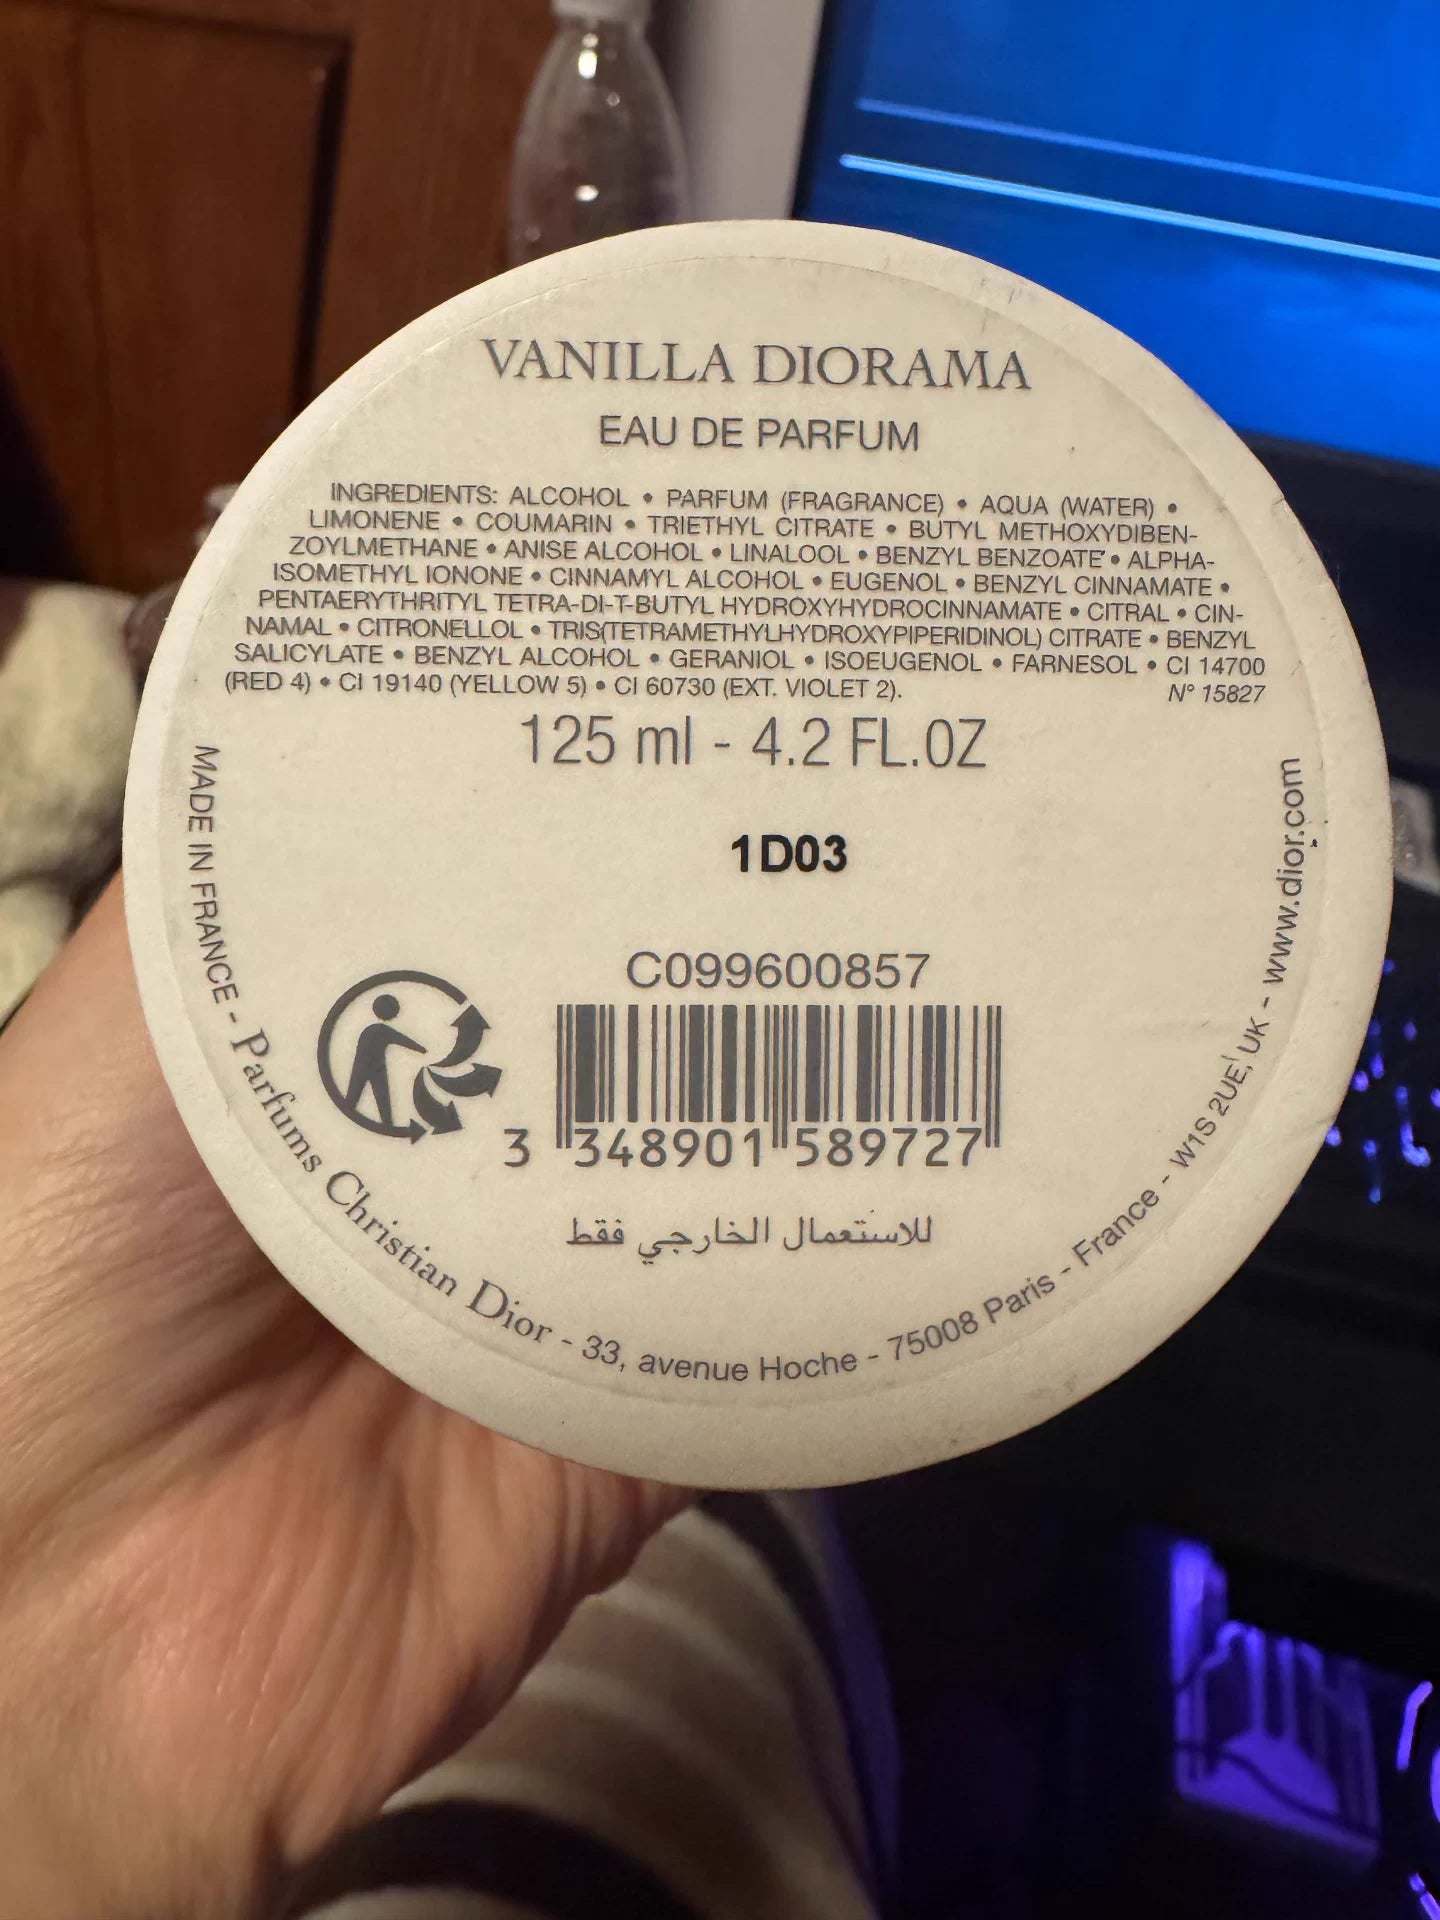 VANILLA DIORAMA
EAU DE PARFUM
INGREDIENTS: ALCOHOL • PARFUM (FRAGRANCE) • AQUA (WATER) •
LIMONENE • COUMARIN • TRIETHYL CITRATE • BUTYL METHOXYDIBEN-
ZOYLMETHANE • ANISE ALCOHOL • LINALOOL • BENZYL BENZOATE • ALPHA-
ISOMETHYL IONONE • CINNAMYL ALCOHOL • EUGENOL • BENZYL CINNAMATE •
PENTAERYTHRITYL TETRA-DI-T-BUTYL HYDROXYHYDROCINNAMATE • CITRAL • CIN-
NAMAL • CITRONELLOL • TRIS(TETRAMETHYLHYDROXYPIPERIDINOL) CITRATE • BENZYL
SALICYLATE • BENZYL ALCOHOL • GERANIOL • ISOEUGENOL • FARNESOL • CI 14700
(RED 4) • CI 19140 (YELLOW 5) • CI 60730 (EXT. VIOLET 2). N° 15827
125 ml - 4.2 FL.OZ
1D03
C099600857
3 348901 589727
للاستعمال الخارجي فقط
MADE IN FRANCE - Parfums Christian Dior - 33, avenue Hoche - 75008 Paris - France - W1S 2UE, UK - www.dior.com